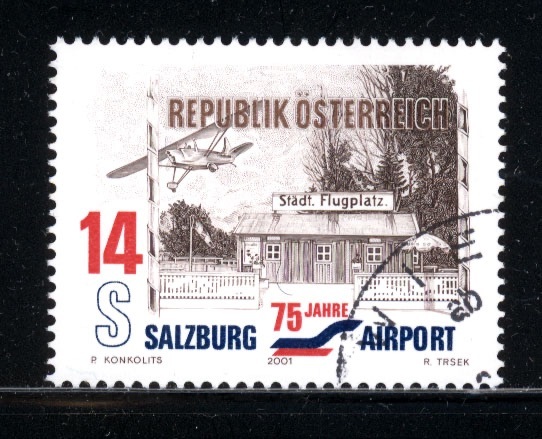 REPUBLIK ÖSTERREICH
Städt. Flugplatz.
14
S
75 JAHRE
SALZBURG AIRPORT
P. KONKOLITS 2001 R. TRSEK